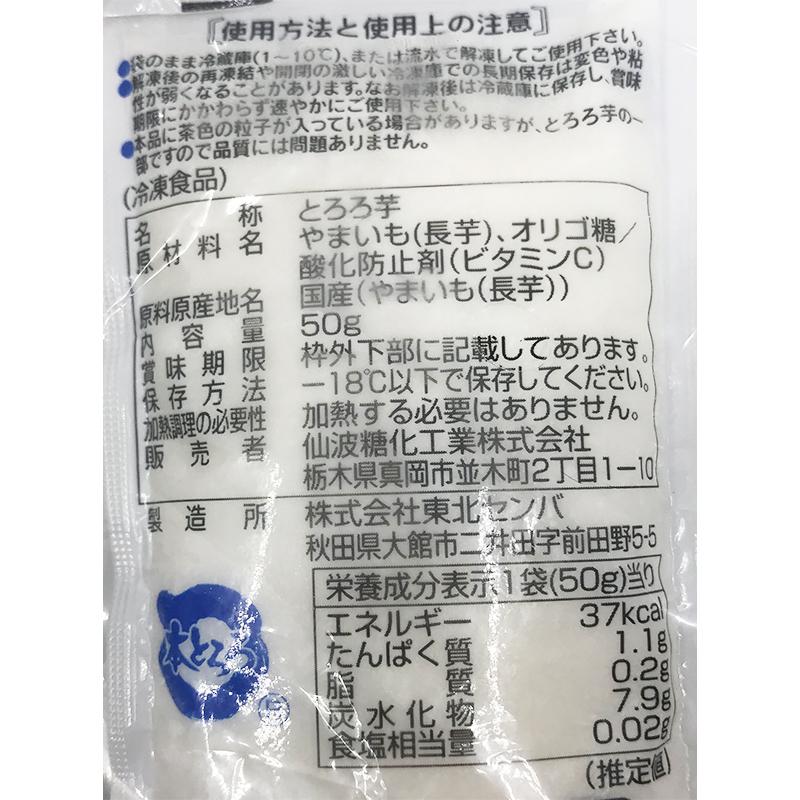 〖使用方法と使用上の注意〗
●袋のまま冷蔵庫(1〜10℃)、または流水で解凍してご使用下さい。
●解凍後の再凍結や開閉の激しい冷凍庫での長期保存は変色や粘
性が弱くなることがあります。なお解凍後は冷蔵庫に保存し、賞味
期限にかかわらず速やかにご使用下さい。
●本品に茶色の粒子が入っている場合がありますが、とろろ芋の一
部ですので品質には問題ありません。
(冷凍食品)
名称 とろろ芋
原材料名 やまいも(長芋)、オリゴ糖/
酸化防止剤(ビタミンC)
原料原産地名 国産(やまいも(長芋))
内容量 50g
賞味期限 枠外下部に記載してあります。
保存方法 -18℃以下で保存してください。
加熱調理の必要性 加熱する必要はありません。
販売者 仙波糖化工業株式会社
栃木県真岡市並木町2丁目1-10
製造所 株式会社東北センバ
秋田県大館市二井田字前田野5-5
栄養成分表示1袋(50g)当り
エネルギー 37kcal
たんぱく質 1.1g
脂質 0.2g
炭水化物 7.9g
食塩相当量 0.02g
(推定値)
本とろろ